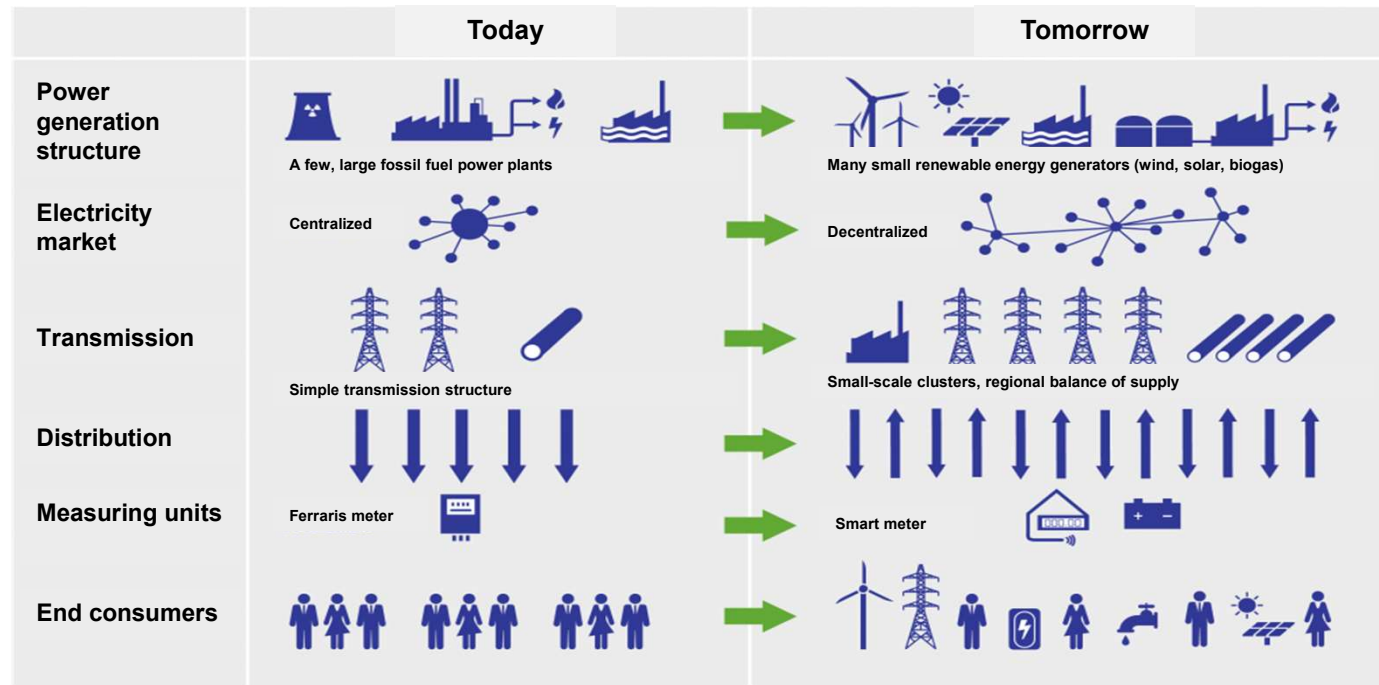 Today
Tomorrow
Power
generation
structure
A few, large fossil fuel power plants
Many small renewable energy generators (wind, solar, biogas)
Electricity
market
Centralized
Decentralized
Transmission
Simple transmission structure
Small-scale clusters, regional balance of supply
Distribution
Measuring units
Ferraris meter
Smart meter
End consumers